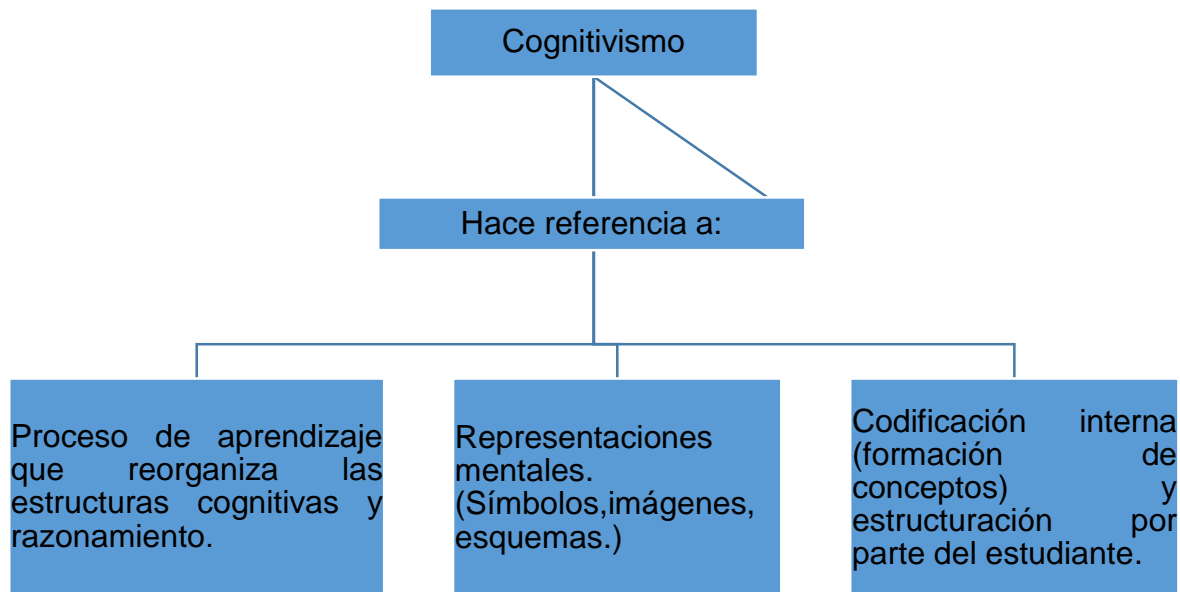 Cognitivismo
Hace referencia a:
Proceso de aprendizaje
que reorganiza las
estructuras cognitivas y
razonamiento.
Representaciones
mentales.
(Símbolos,imágenes,
esquemas.)
Codificación interna
(formación de
conceptos) y
estructuración por
parte del estudiante.